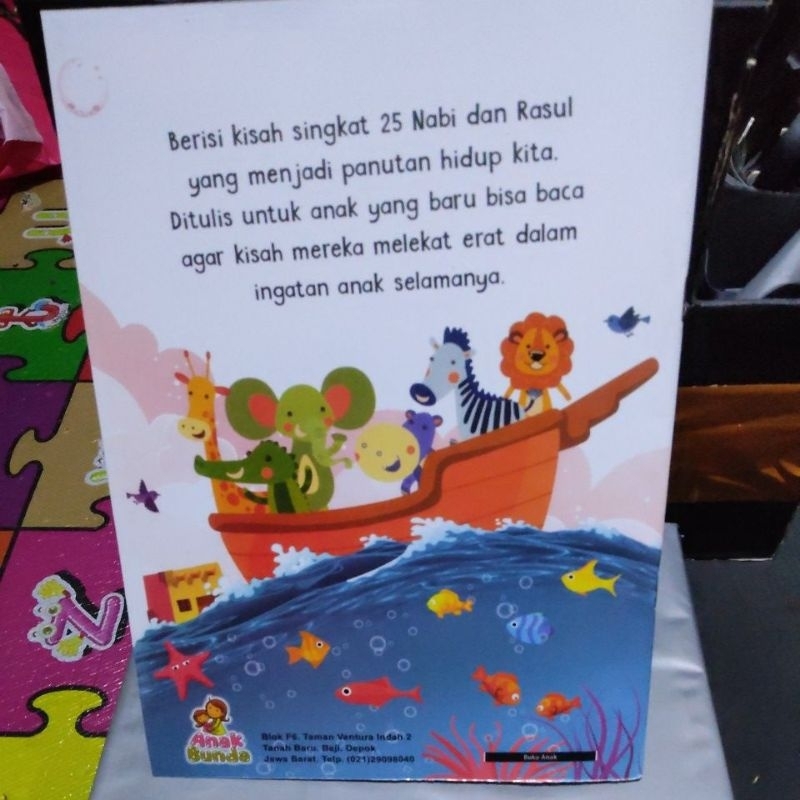 Berisi kisah singkat 25 Nabi dan Rasul
yang menjadi panutan hidup kita.
Ditulis untuk anak yang baru bisa baca
agar kisah mereka melekat erat dalam
ingatan anak selamanya.
Anak
Bunda
Blok F6. Taman Ventura Indah 2
Tanah Baru. Beji. Depok
Jawa Barat. Telp. (021)29098040
Buku Anak